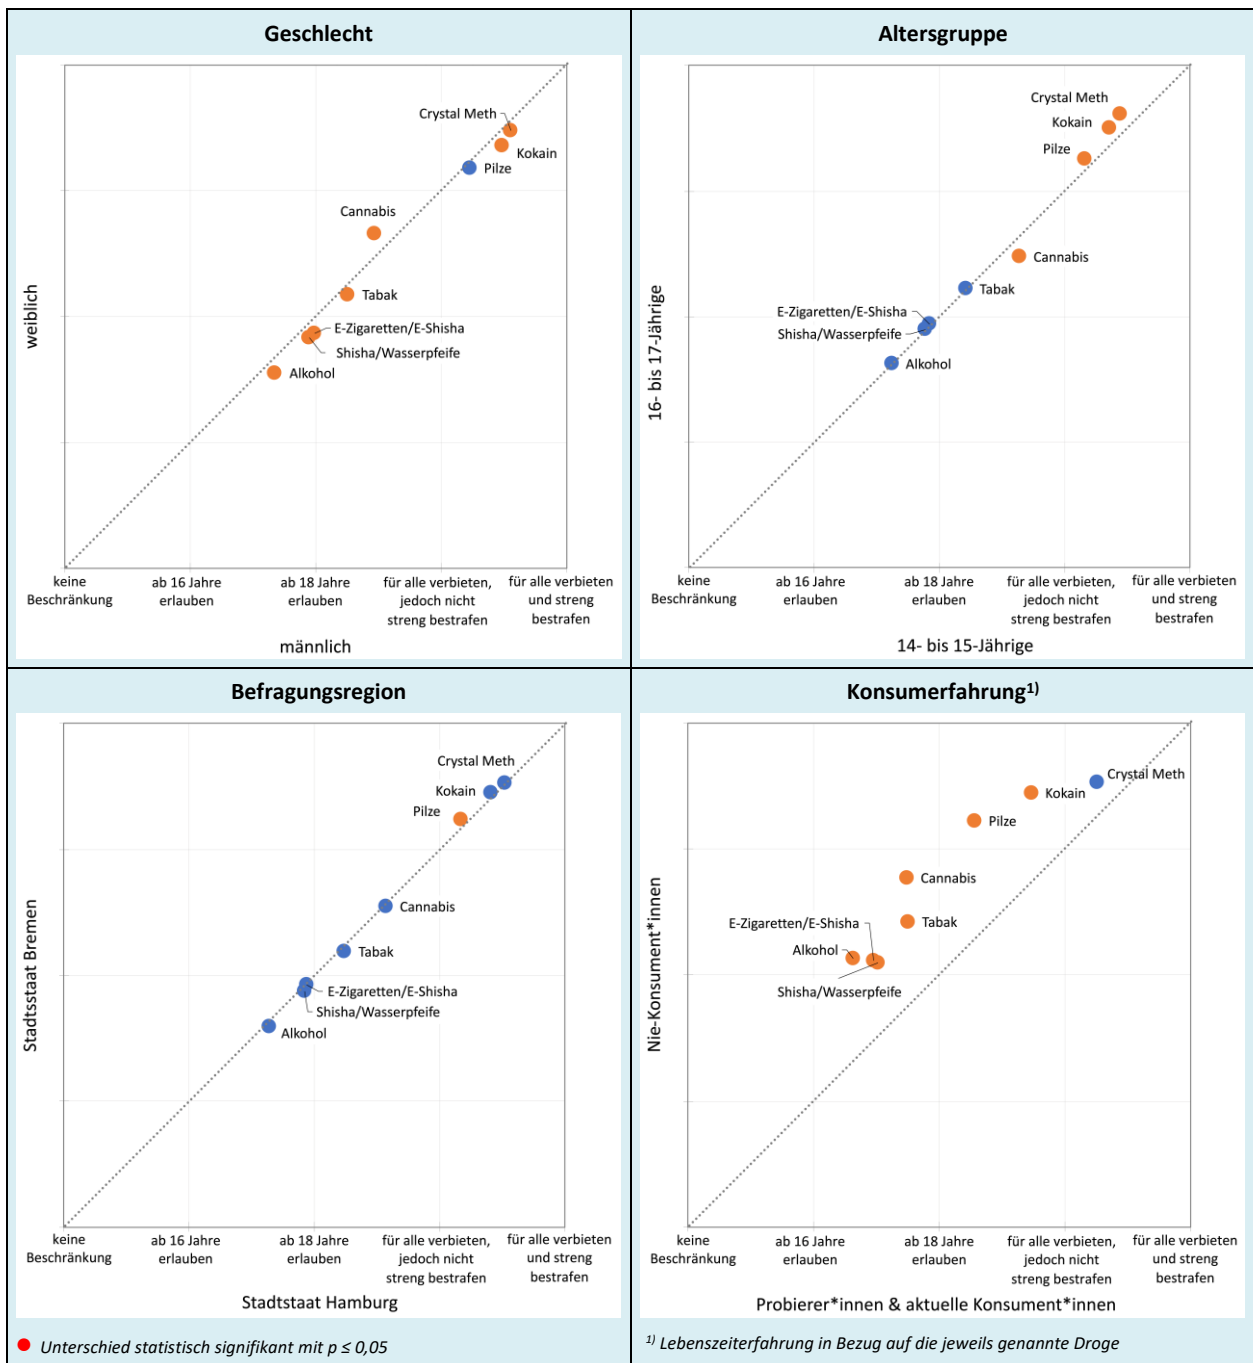 Geschlecht
Crystal Meth
Kokain
Pilze
Cannabis
Tabak
E-Zigaretten/E-Shisha
Shisha/Wasserpfeife
Alkohol
weiblich
keine
Beschränkung
ab 16 Jahre
erlauben
ab 18 Jahre
erlauben
für alle verbieten,
jedoch nicht
streng bestrafen
für alle verbieten
und streng
bestrafen
männlich
Altersgruppe
Crystal Meth
Kokain
Pilze
Cannabis
Tabak
E-Zigaretten/E-Shisha
Shisha/Wasserpfeife
Alkohol
16- bis 17-Jährige
keine
Beschränkung
ab 16 Jahre
erlauben
ab 18 Jahre
erlauben
für alle verbieten,
jedoch nicht
streng bestrafen
für alle verbieten
und streng
bestrafen
14- bis 15-Jährige
Befragungsregion
Crystal Meth
Kokain
Pilze
Cannabis
Tabak
E-Zigaretten/E-Shisha
Shisha/Wasserpfeife
Alkohol
Stadtsstaat Bremen
keine
Beschränkung
ab 16 Jahre
erlauben
ab 18 Jahre
erlauben
für alle verbieten,
jedoch nicht
streng bestrafen
für alle verbieten
und streng
bestrafen
Stadtstaat Hamburg
Unterschied statistisch signifikant mit p ≤ 0,05
Konsumerfahrung1)
Crystal Meth
Kokain
Pilze
Cannabis
Tabak
E-Zigaretten/E-Shisha
Alkohol
Shisha/Wasserpfeife
Nie-Konsument*innen
keine
Beschränkung
ab 16 Jahre
erlauben
ab 18 Jahre
erlauben
für alle verbieten,
jedoch nicht
streng bestrafen
für alle verbieten
und streng
bestrafen
Probierer*innen & aktuelle Konsument*innen
1) Lebenszeiterfahrung in Bezug auf die jeweils genannte Droge